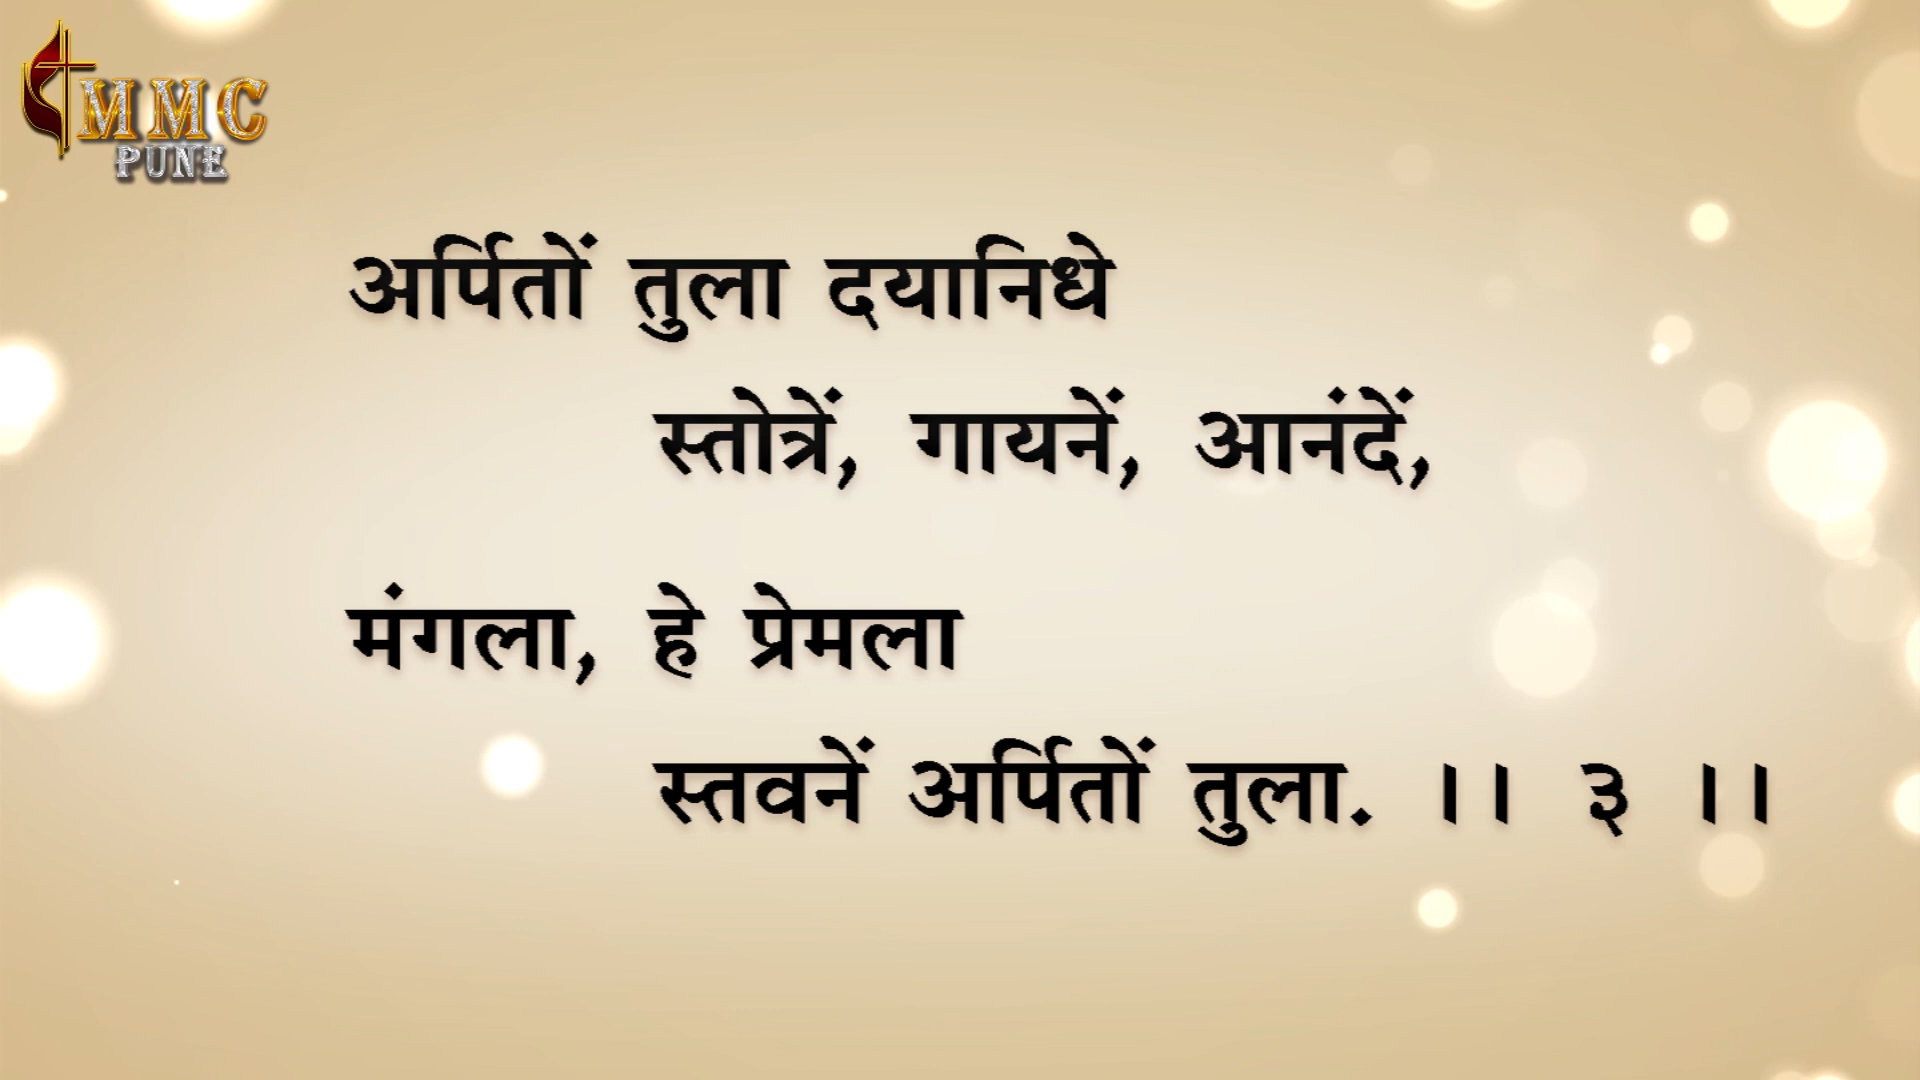 MMC
PUNE
अर्पितों तुला दयानिधे
स्तोत्रें, गायनें, आनंदें,
मंगला, हे प्रेमला
स्तवनें अर्पितों तुला. ।। ३ ।।